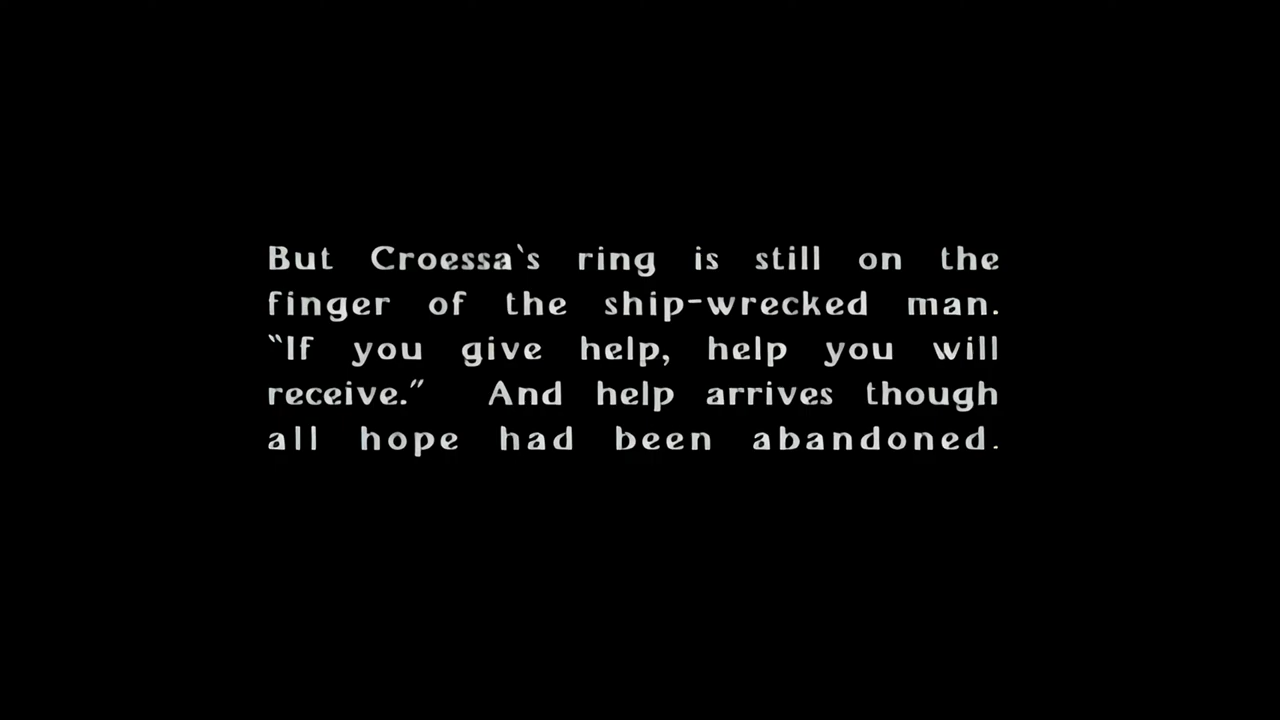 But Croessa`s ring is still on the
finger of the ship-wrecked man.
“If you give help, help you will
receive.” And help arrives though
all hope had been abandoned.